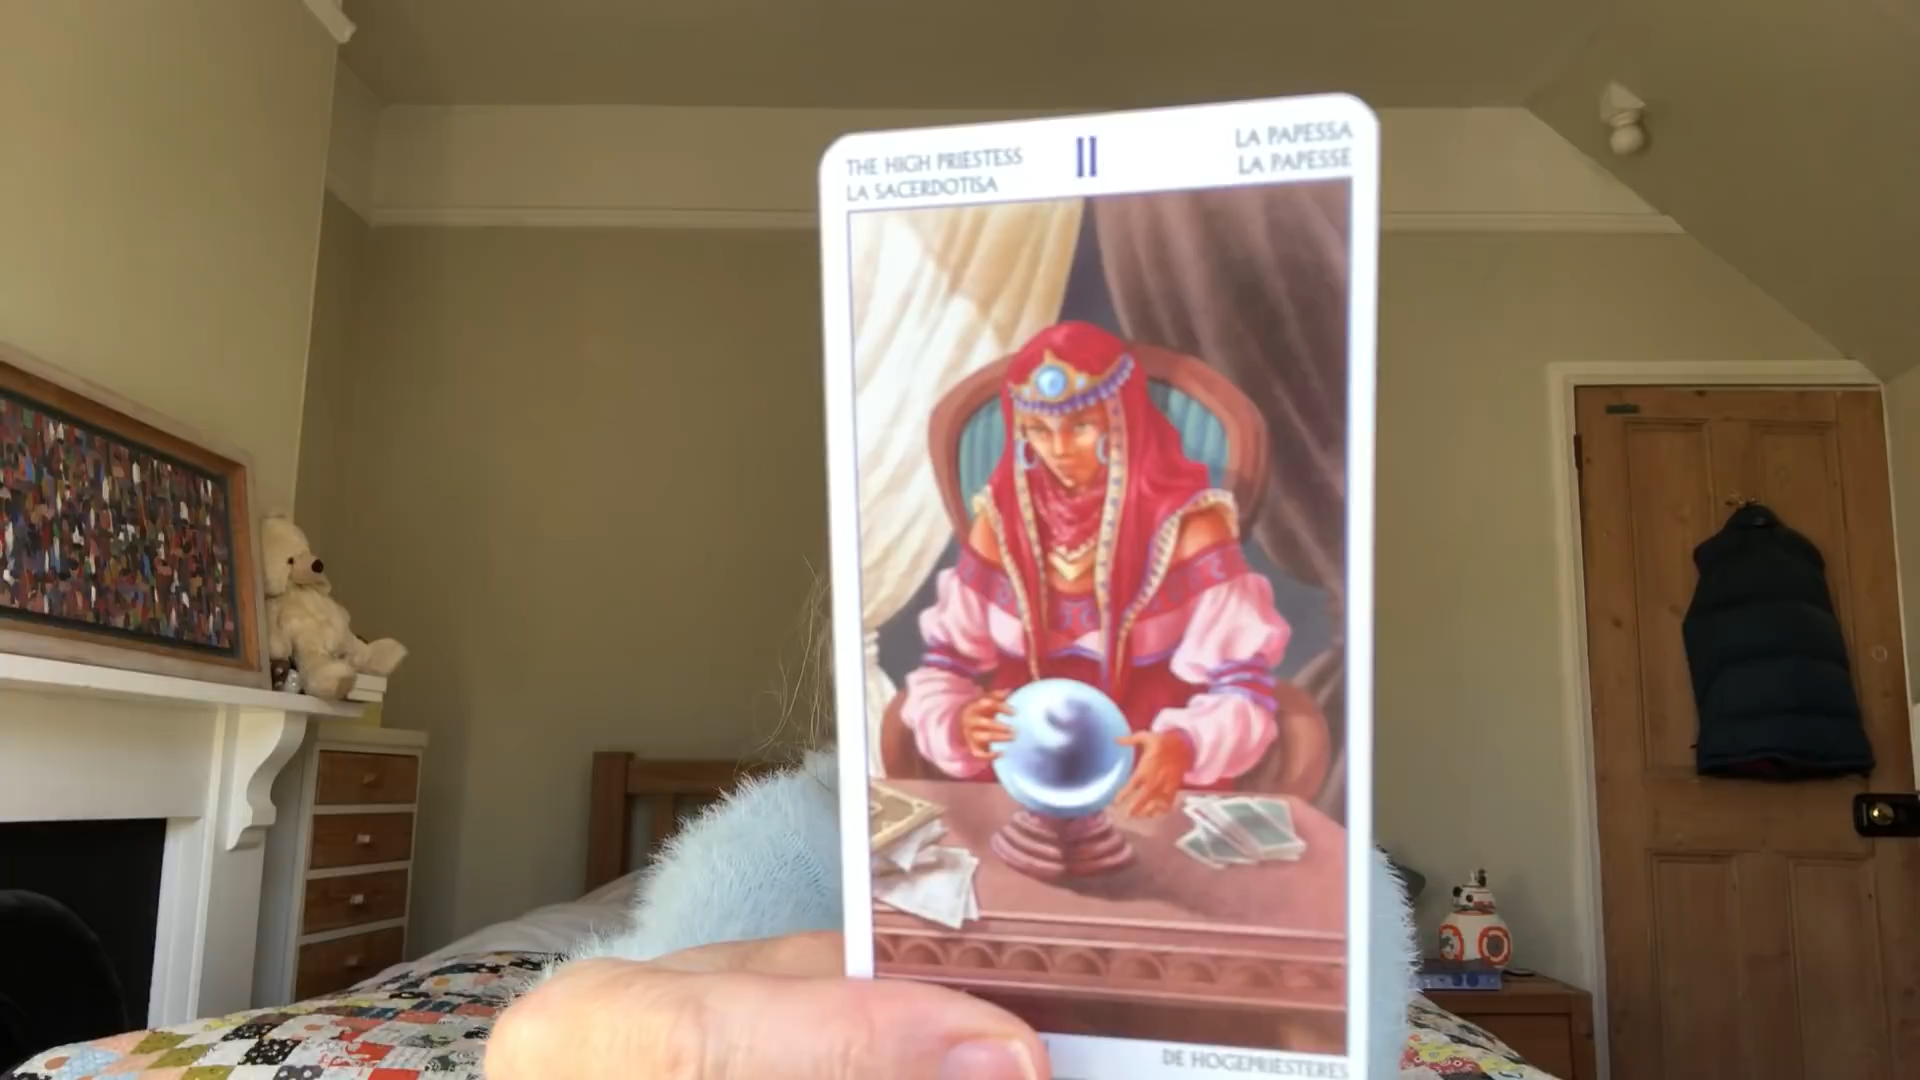 THE HIGH PRIESTESS
LA SACERDOTISA
II
LA PAPESSA
LA PAPESSE
DE HOGEPRIESTERES